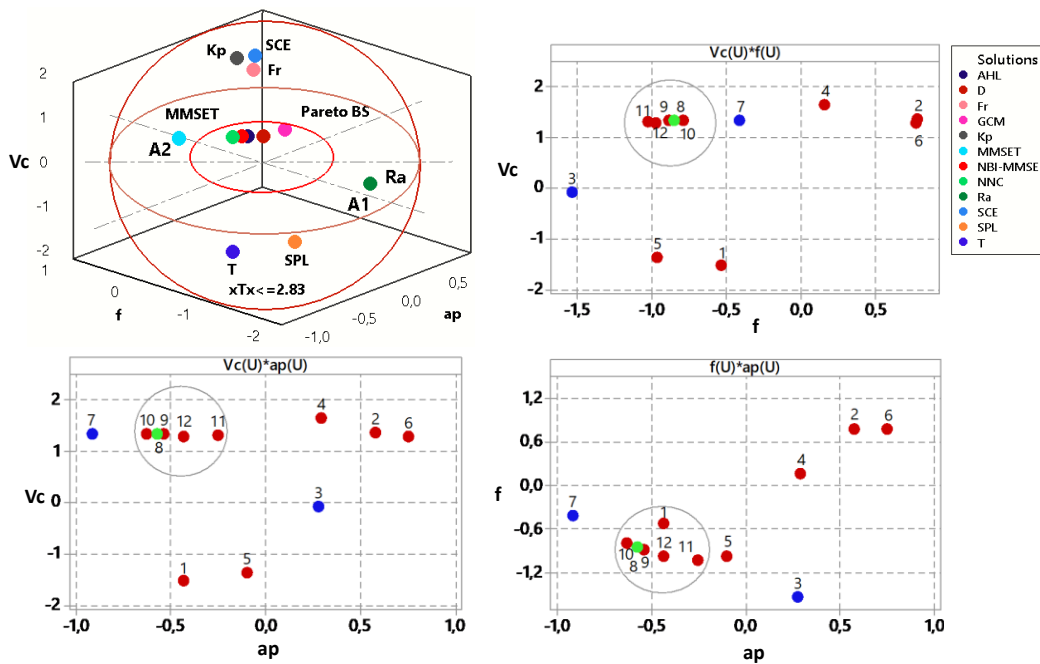 SCE
Kp
Fr
MMSET
Pareto BS
A2
Ra
A1
T
SPL
xTx<=2.83
Vc
2
1
0
-1
-2
1
0
-1
-2
f
0,5
0,0
-0,5
-1,0
ap
Vc(U)*f(U)
2
1
0
-1
-2
Vc
11
9
8
12
10
7
4
2
6
3
5
1
-1,5
-1,0
-0,5
0,0
0,5
f
Solutions
AHL
D
Fr
GCM
Kp
MMSET
NBI-MMSE
NNC
Ra
SCE
SPL
T
Vc(U)*ap(U)
2
1
0
-1
-2
Vc
7
10
9
12
11
8
4
2
6
3
1
5
-1,0
-0,5
0,0
0,5
1,0
ap
f(U)*ap(U)
1,2
0,6
0,0
-0,6
-1,2
f
2
6
4
7
1
12
11
5
10
8
9
3
-1,0
-0,5
0,0
0,5
1,0
ap